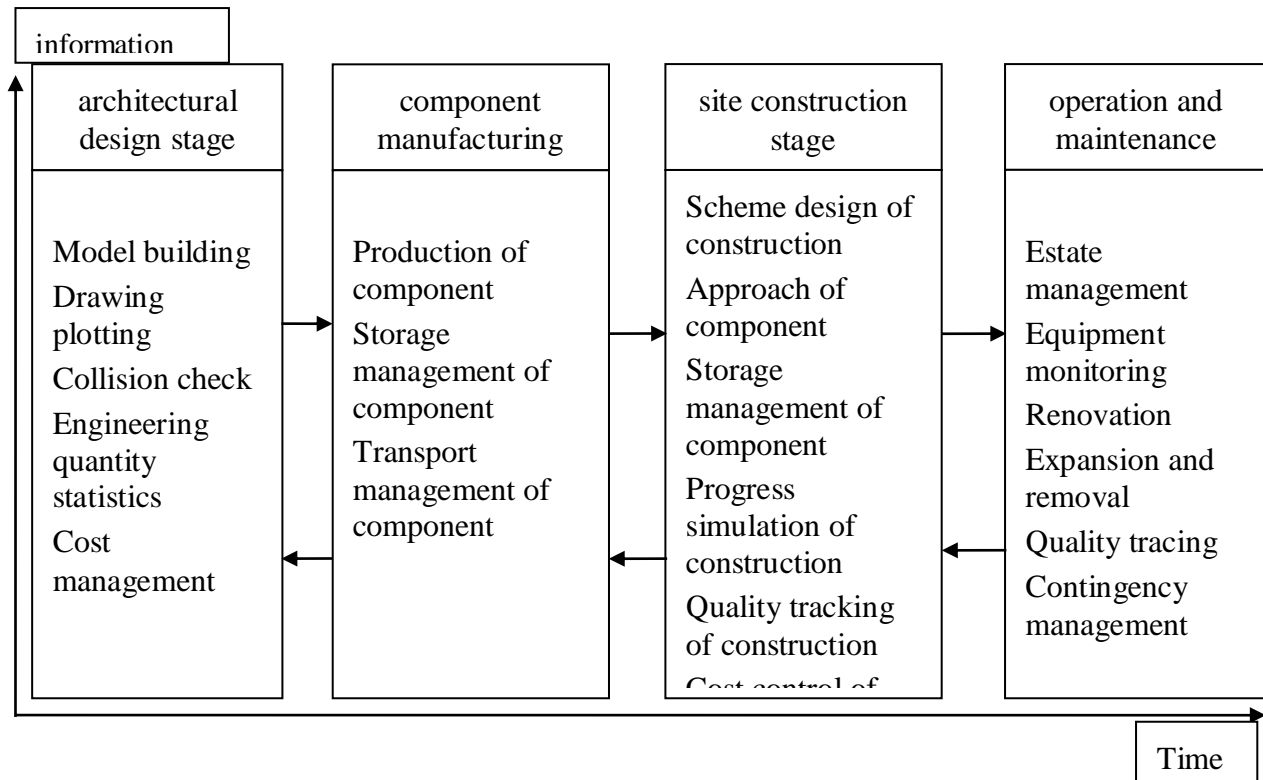 information
architectural
design stage
Model building
Drawing
plotting
Collision check
Engineering
quantity
statistics
Cost
management
component
manufacturing
Production of
component
Storage
management of
component
Transport
management of
component
site construction
stage
Scheme design of
construction
Approach of
component
Storage
management of
component
Progress
simulation of
construction
Quality tracking
of construction
Cost control of
operation and
maintenance
Estate
management
Equipment
monitoring
Renovation
Expansion and
removal
Quality tracing
Contingency
management
Time